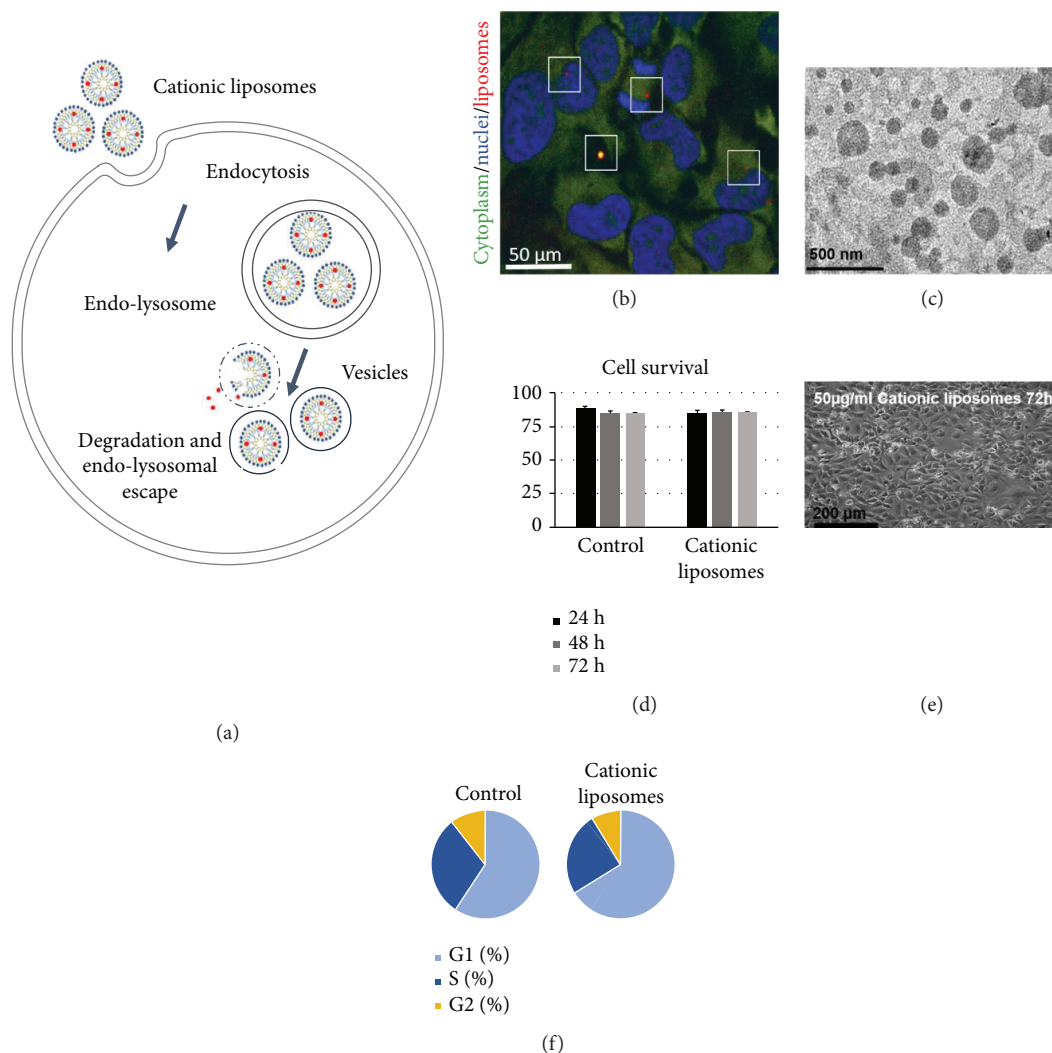 Cationic liposomes
Endocytosis
Endo-lysosome
Vesicles
Degradation and
endo-lysosomal
escape
(a)
Cytoplasm/nuclei/liposomes
50 µm
(b)
500 nm
(c)
Cell survival
100
75
50
25
0
Control
Cationic
liposomes
24 h
48 h
72 h
(d)
50µg/ml Cationic liposomes 72h
200 µm
(e)
Control
Cationic
liposomes
G1 (%)
S (%)
G2 (%)
(f)